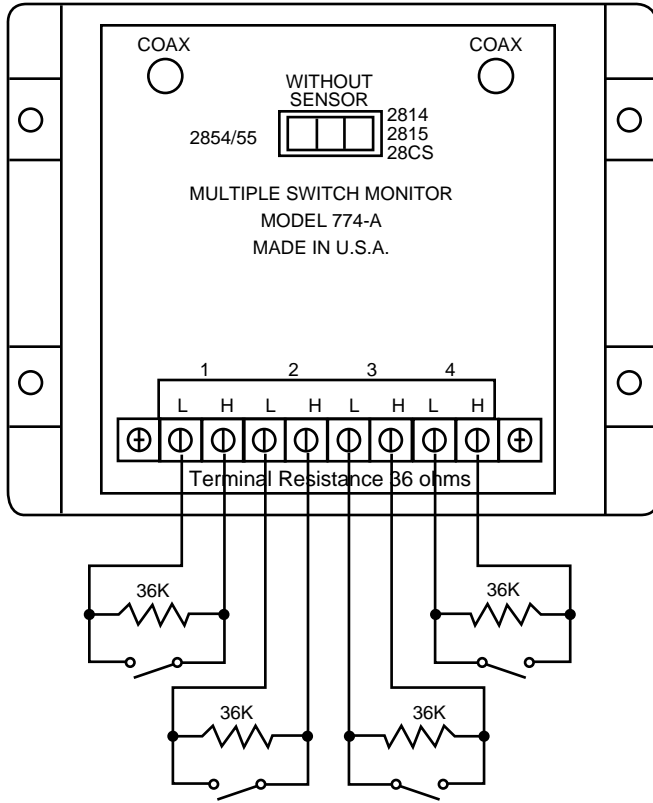 COAX
COAX
WITHOUT
SENSOR
2854/55
2814
2815
28CS
MULTIPLE SWITCH MONITOR
MODEL 774-A
MADE IN U.S.A.
1 2 3 4
L H L H L H L H
Terminal Resistance 36 ohms
36K
36K
36K
36K